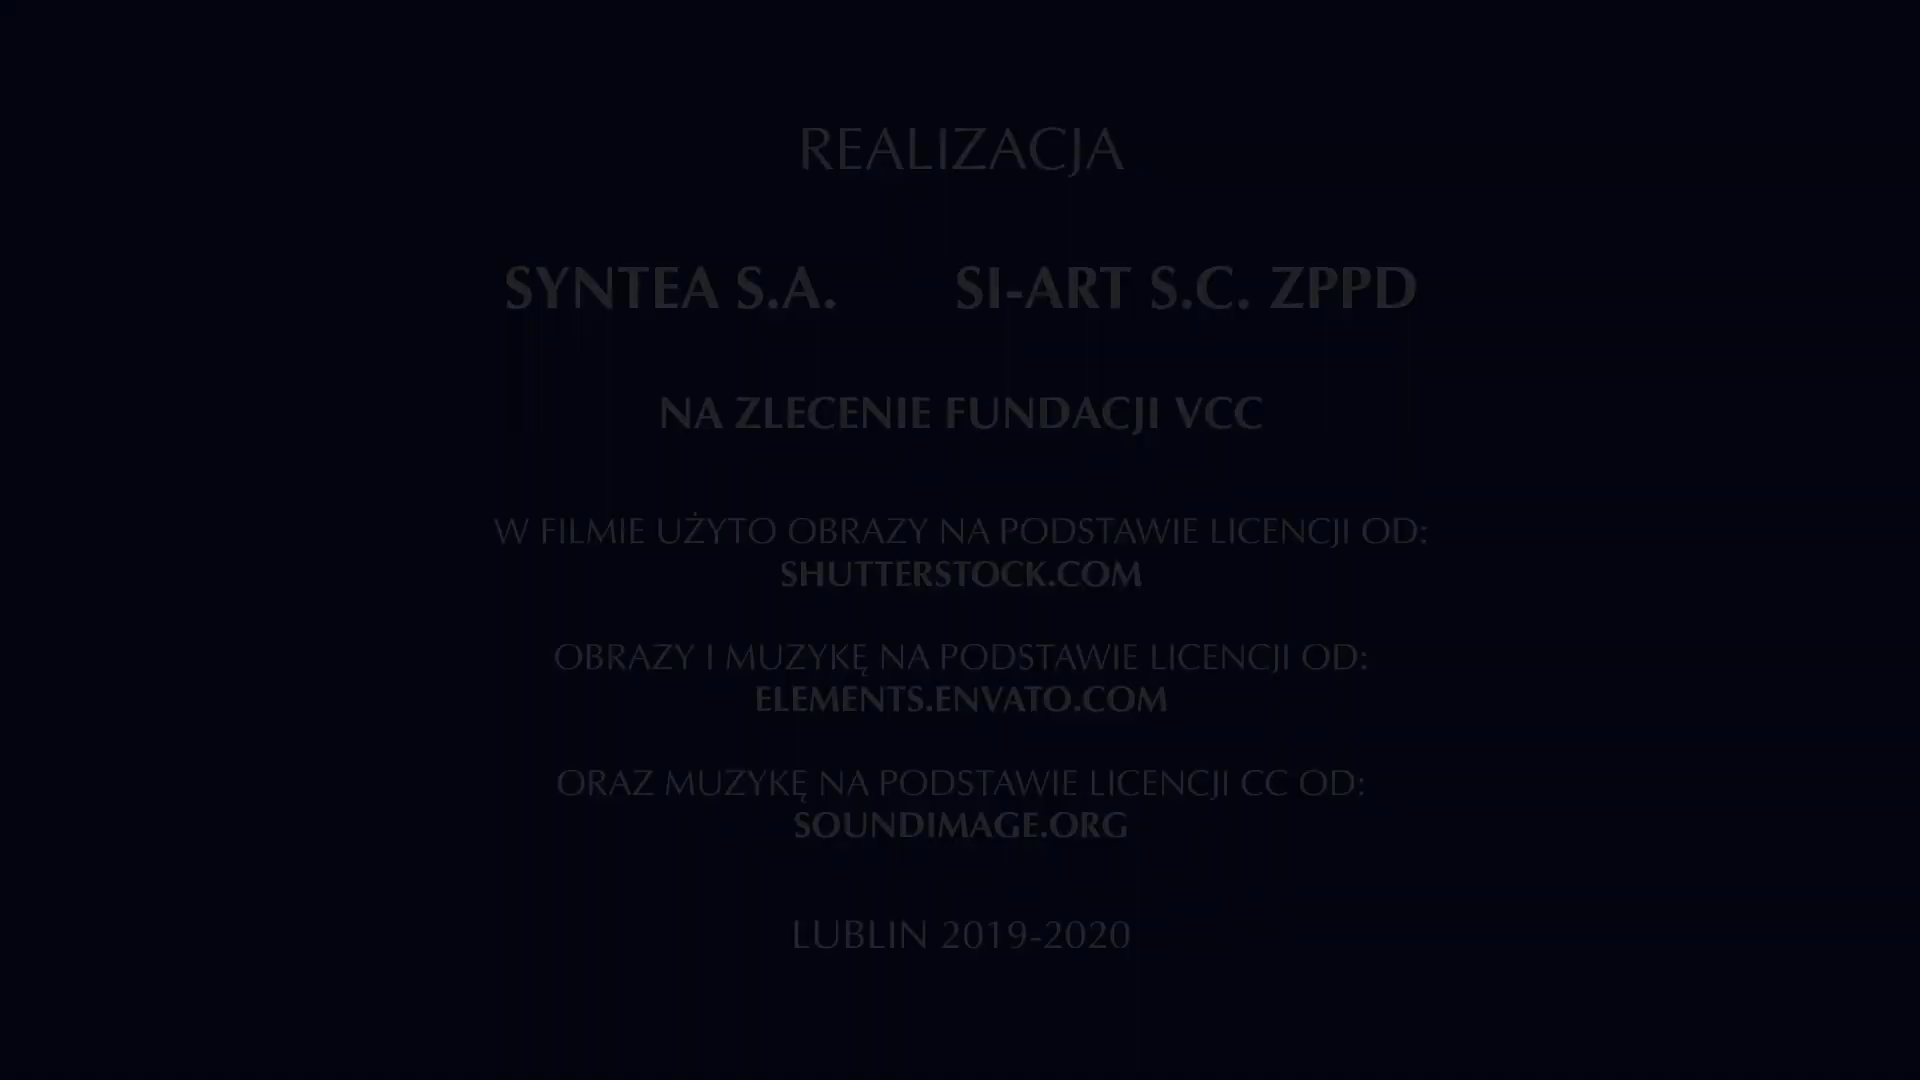 REALIZACJA
SYNTEA S.A. SI-ART S.C. ZPPD
NA ZLECENIE FUNDACJI VCC
W FILMIE UŻYTO OBRAZY NA PODSTAWIE LICENCJI OD:
SHUTTERSTOCK.COM
OBRAZY I MUZYKĘ NA PODSTAWIE LICENCJI OD:
ELEMENTS.ENVATO.COM
ORAZ MUZYKĘ NA PODSTAWIE LICENCJI CC OD:
SOUNDIMAGE.ORG
LUBLIN 2019-2020